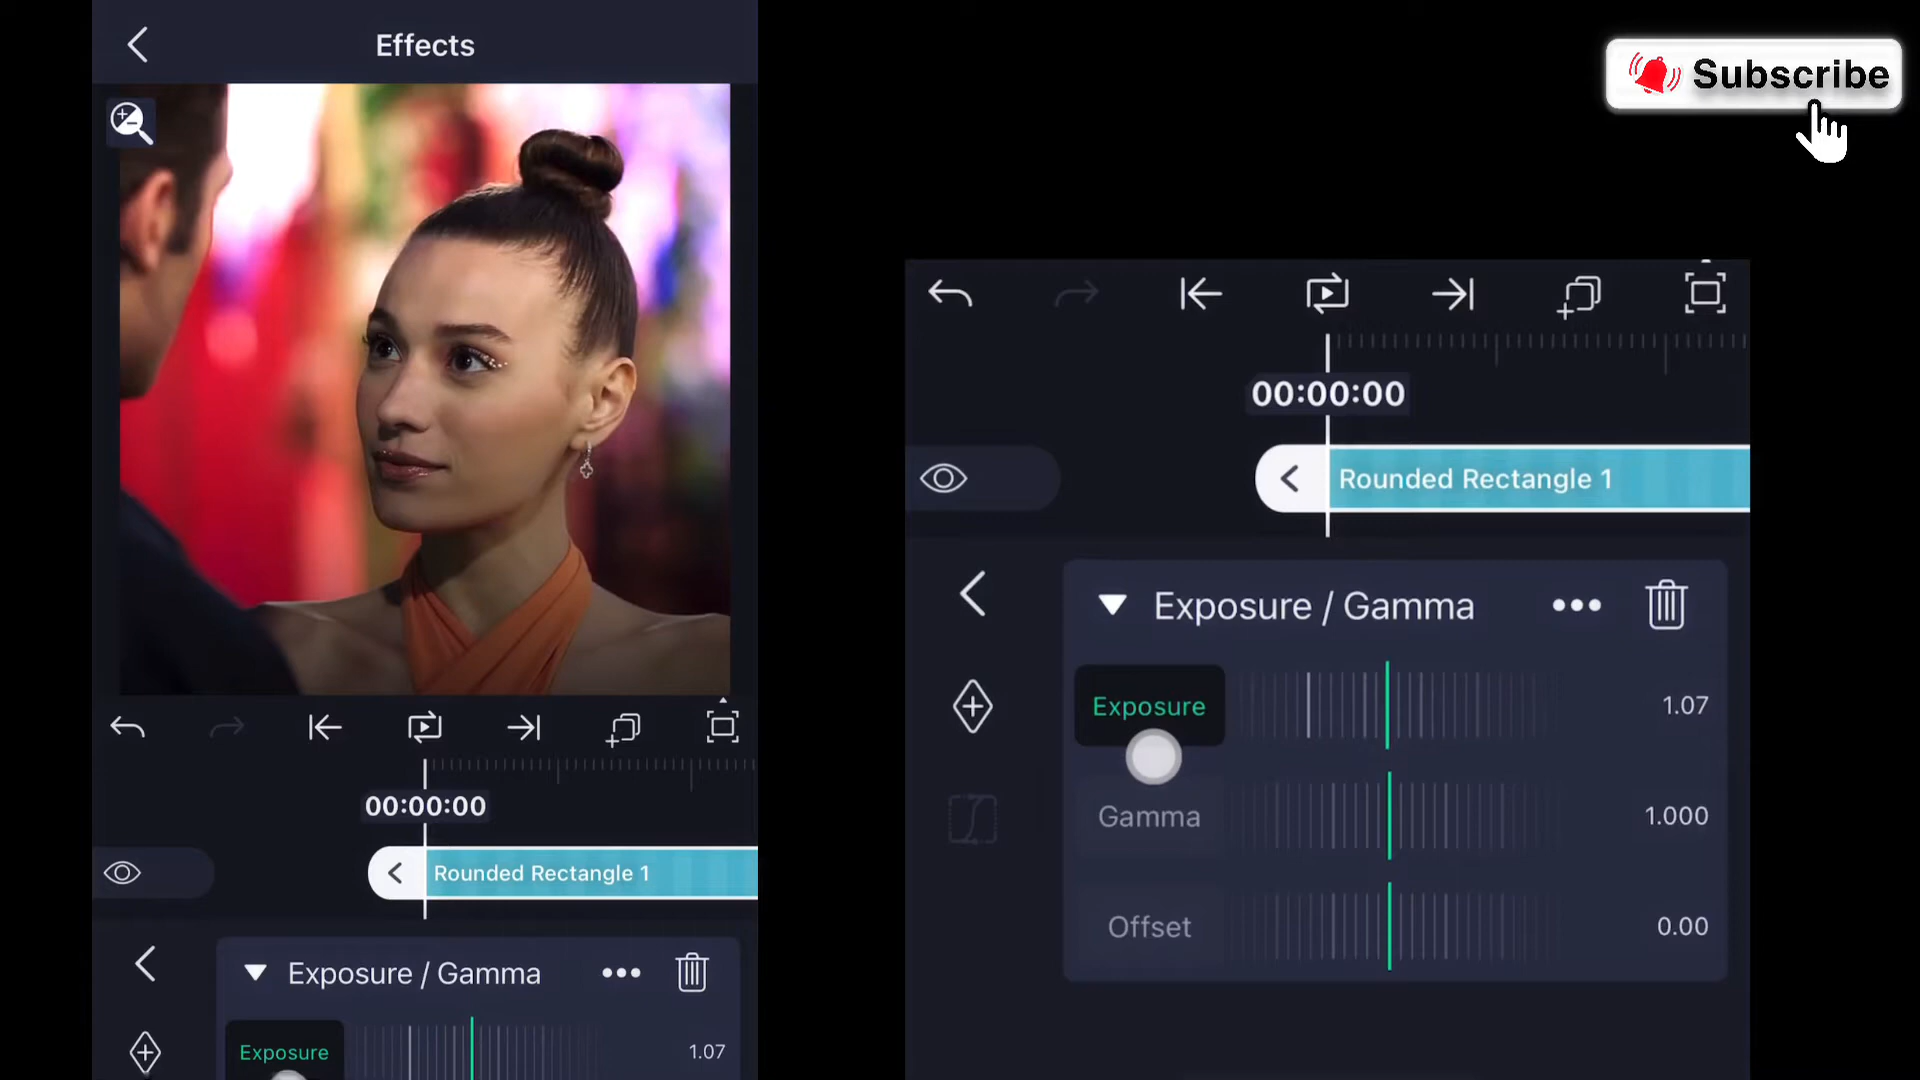 Effects
00:00:00
Rounded Rectangle 1
Exposure / Gamma
Exposure
1.07
Subscribe
00:00:00
Rounded Rectangle 1
Exposure / Gamma
Exposure
1.07
Gamma
1.000
Offset
0.00